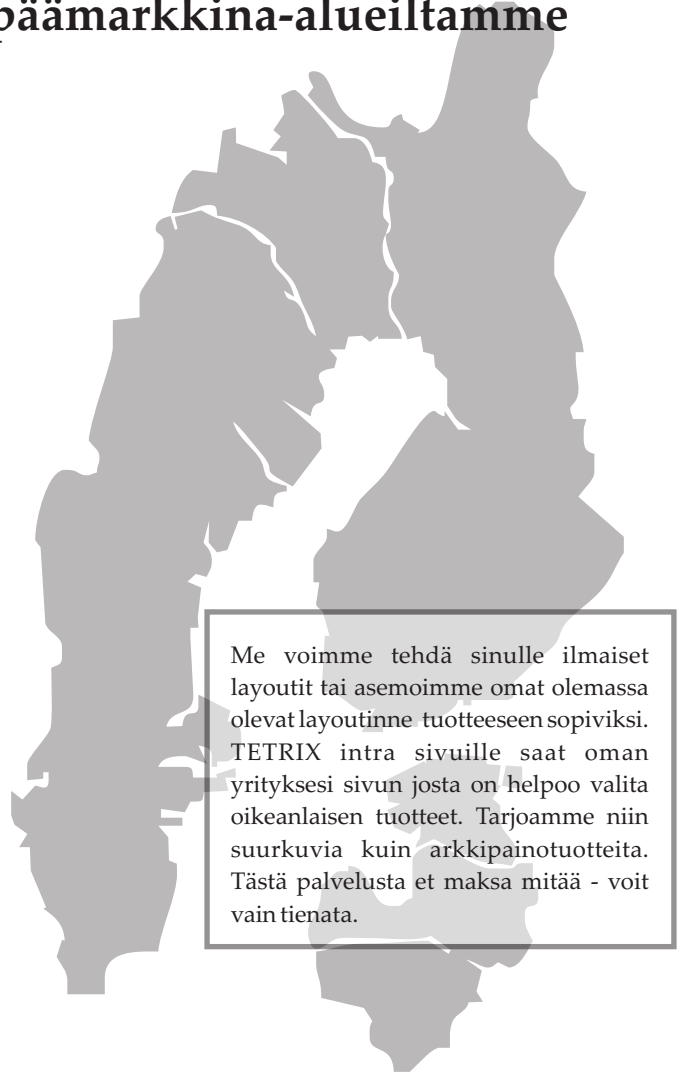 päämarkkina-alueiltamme
Me voimme tehdä sinulle ilmaiset
layoutit tai asemoimme omat olemassa
olevat layoutinne tuotteeseen sopiviksi.
TETRIX intra sivuille saat oman
yrityksesi sivun josta on helpoo valita
oikeanlaisen tuotteet. Tarjoamme niin
suurkuvia kuin arkkipainotuotteita.
Tästä palvelusta et maksa mitää - voit
vain tienata.